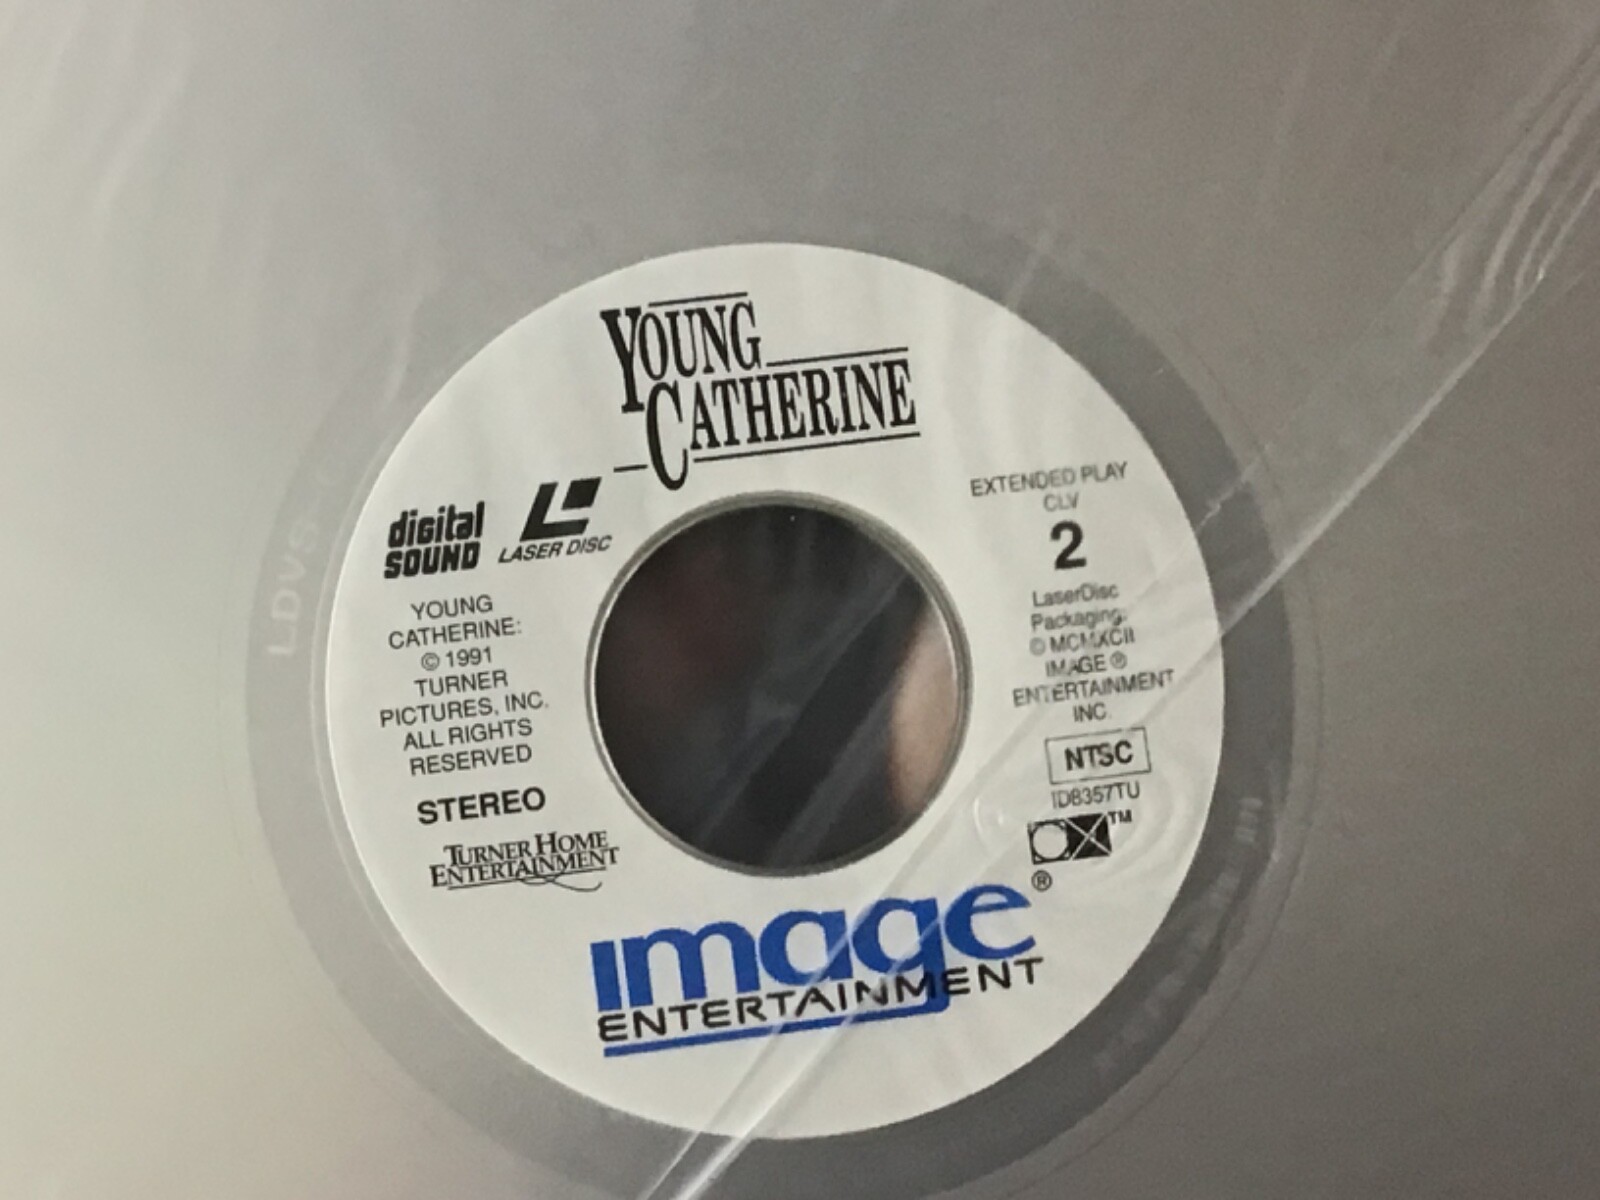 YOUNG
CATHERINE
digital
SOUND
LASER DISC
YOUNG
CATHERINE:
© 1991
TURNER
PICTURES, INC.
ALL RIGHTS
RESERVED
STEREO
TURNER HOME
ENTERTAINMENT
EXTENDED PLAY
CLV
2
LaserDisc
Packaging:
© MCMXCII
IMAGE ®
ENTERTAINMENT
INC.
NTSC
ID8357TU
TM
image ®
ENTERTAINMENT